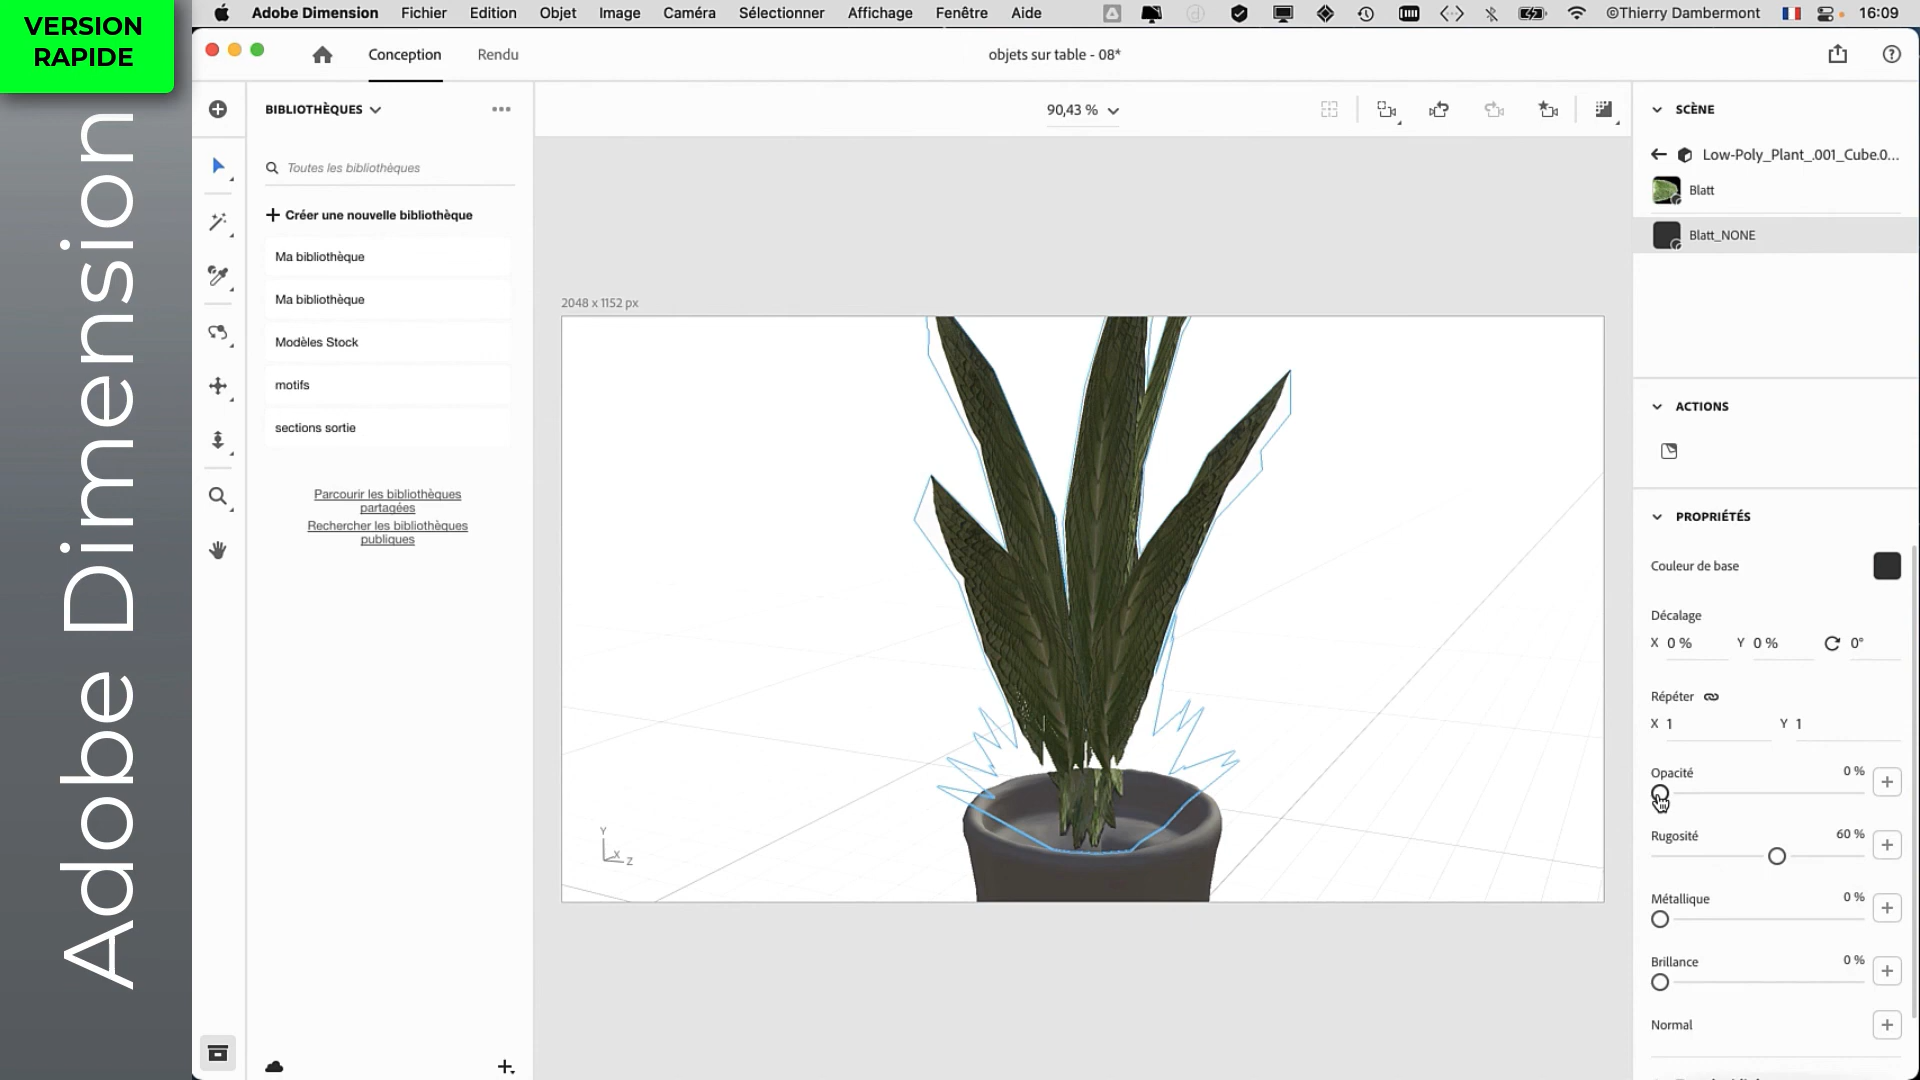 VERSION
RAPIDE
Adobe Dimension
Adobe Dimension Fichier Edition Objet Image Caméra Sélectionner Affichage Fenêtre Aide ©Thierry Dambermont 16:09
Conception Rendu objets sur table - 08*
BIBLIOTHÈQUES
Toutes les bibliothèques
Créer une nouvelle bibliothèque
Ma bibliothèque
Ma bibliothèque
Modèles Stock
motifs
sections sortie
Parcourir les bibliothèques
partagées
Rechercher les bibliothèques
publiques
90,43 %
2048 x 1152 px
Y
X
Z
SCÈNE
Low-Poly_Plant_.001_Cube.0...
Blatt
Blatt_NONE
ACTIONS
PROPRIÉTÉS
Couleur de base
Décalage
X 0 % Y 0 % 0°
Répéter
X 1 Y 1
Opacité 0 %
Rugosité 60 %
Métallique 0 %
Brillance 0 %
Normal